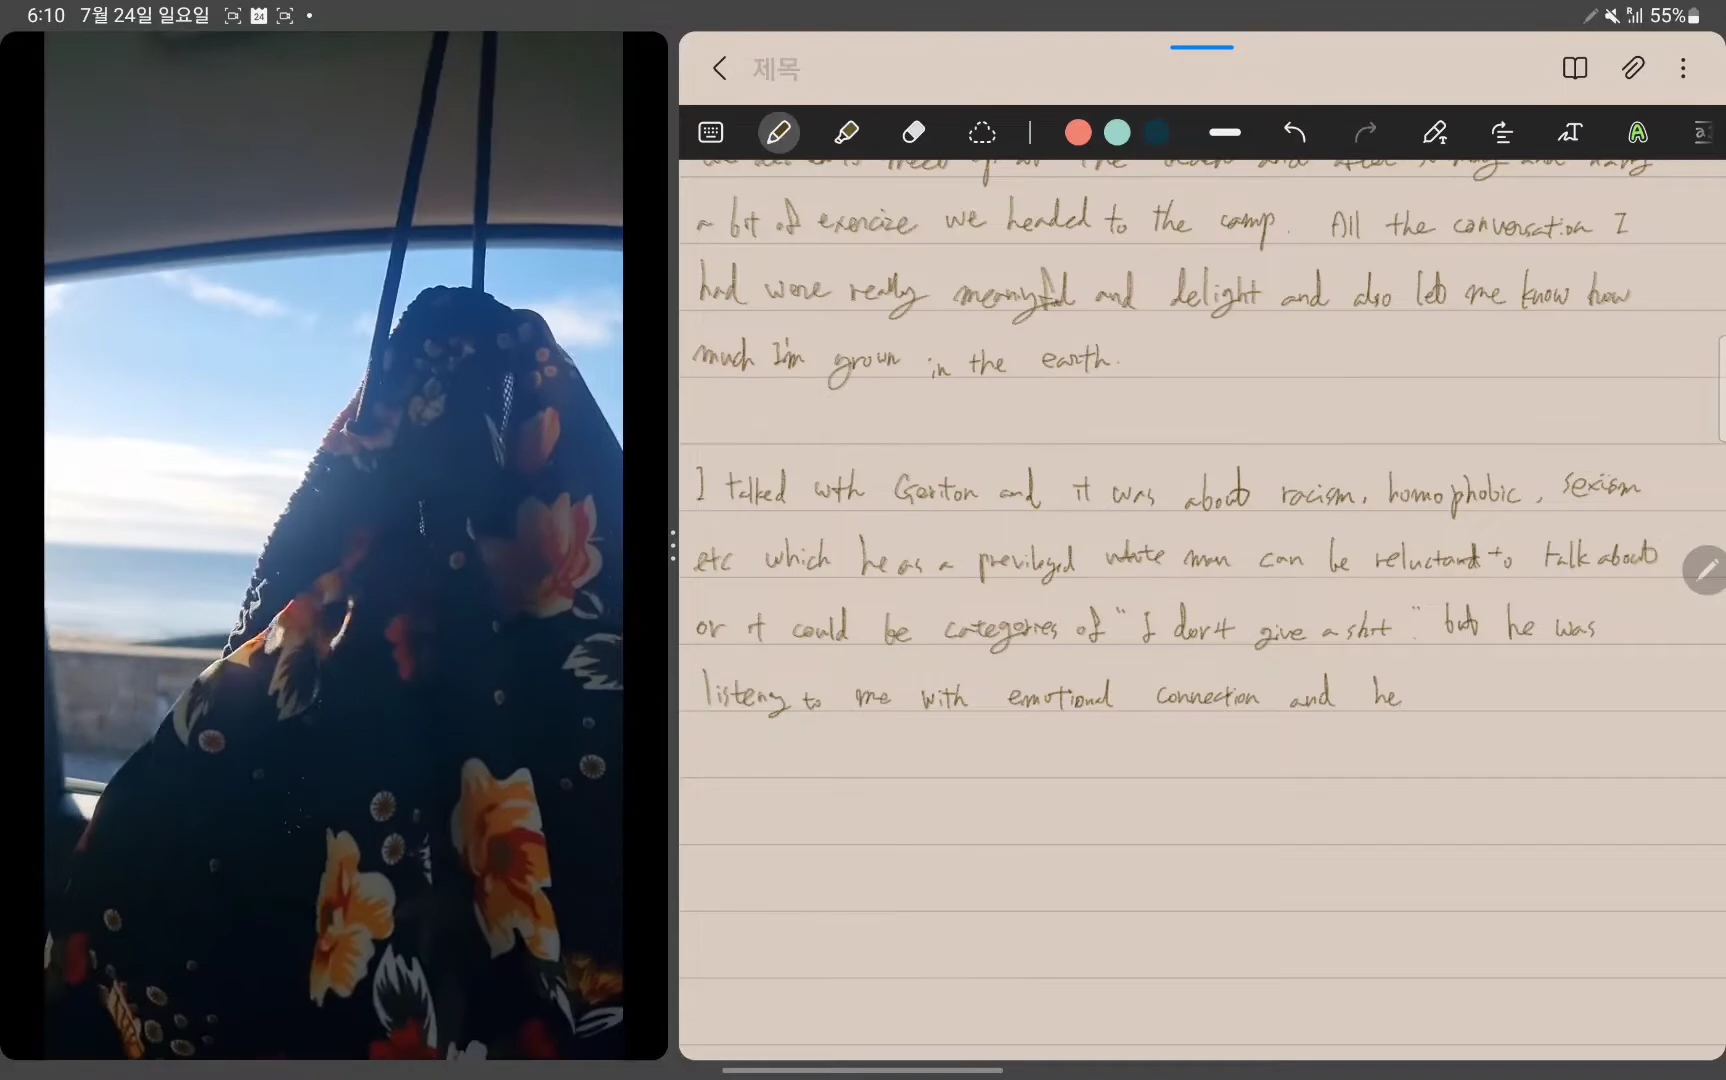 6:10 7월 24일 일요일 24 55%
제목
a bit of exercize we headed to the camp. All the conversation I
had were really meanyful and delight and also let me know how
much I'm grown in the earth.
I talked with and it was about racism, homophobic, sexism
etc which he as a previleged white man can be reluctant to talk about
or it could be categories of "I don't give a shit" but he was
listeny to me with emotional connection and he